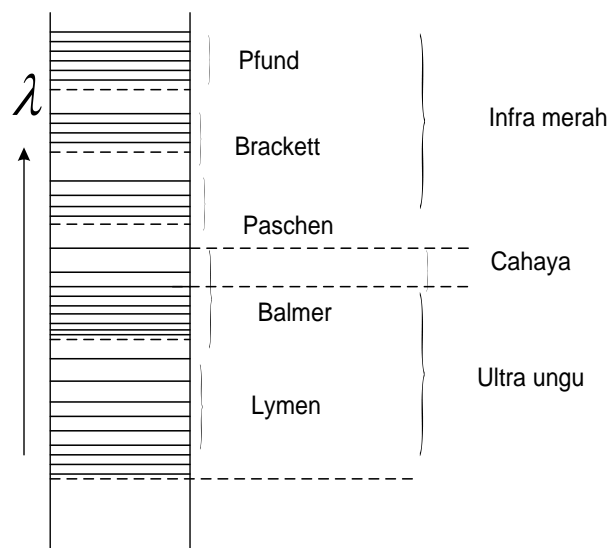 Pfund
λ
Infra merah
Brackett
Paschen
Cahaya
Balmer
Ultra ungu
Lymen